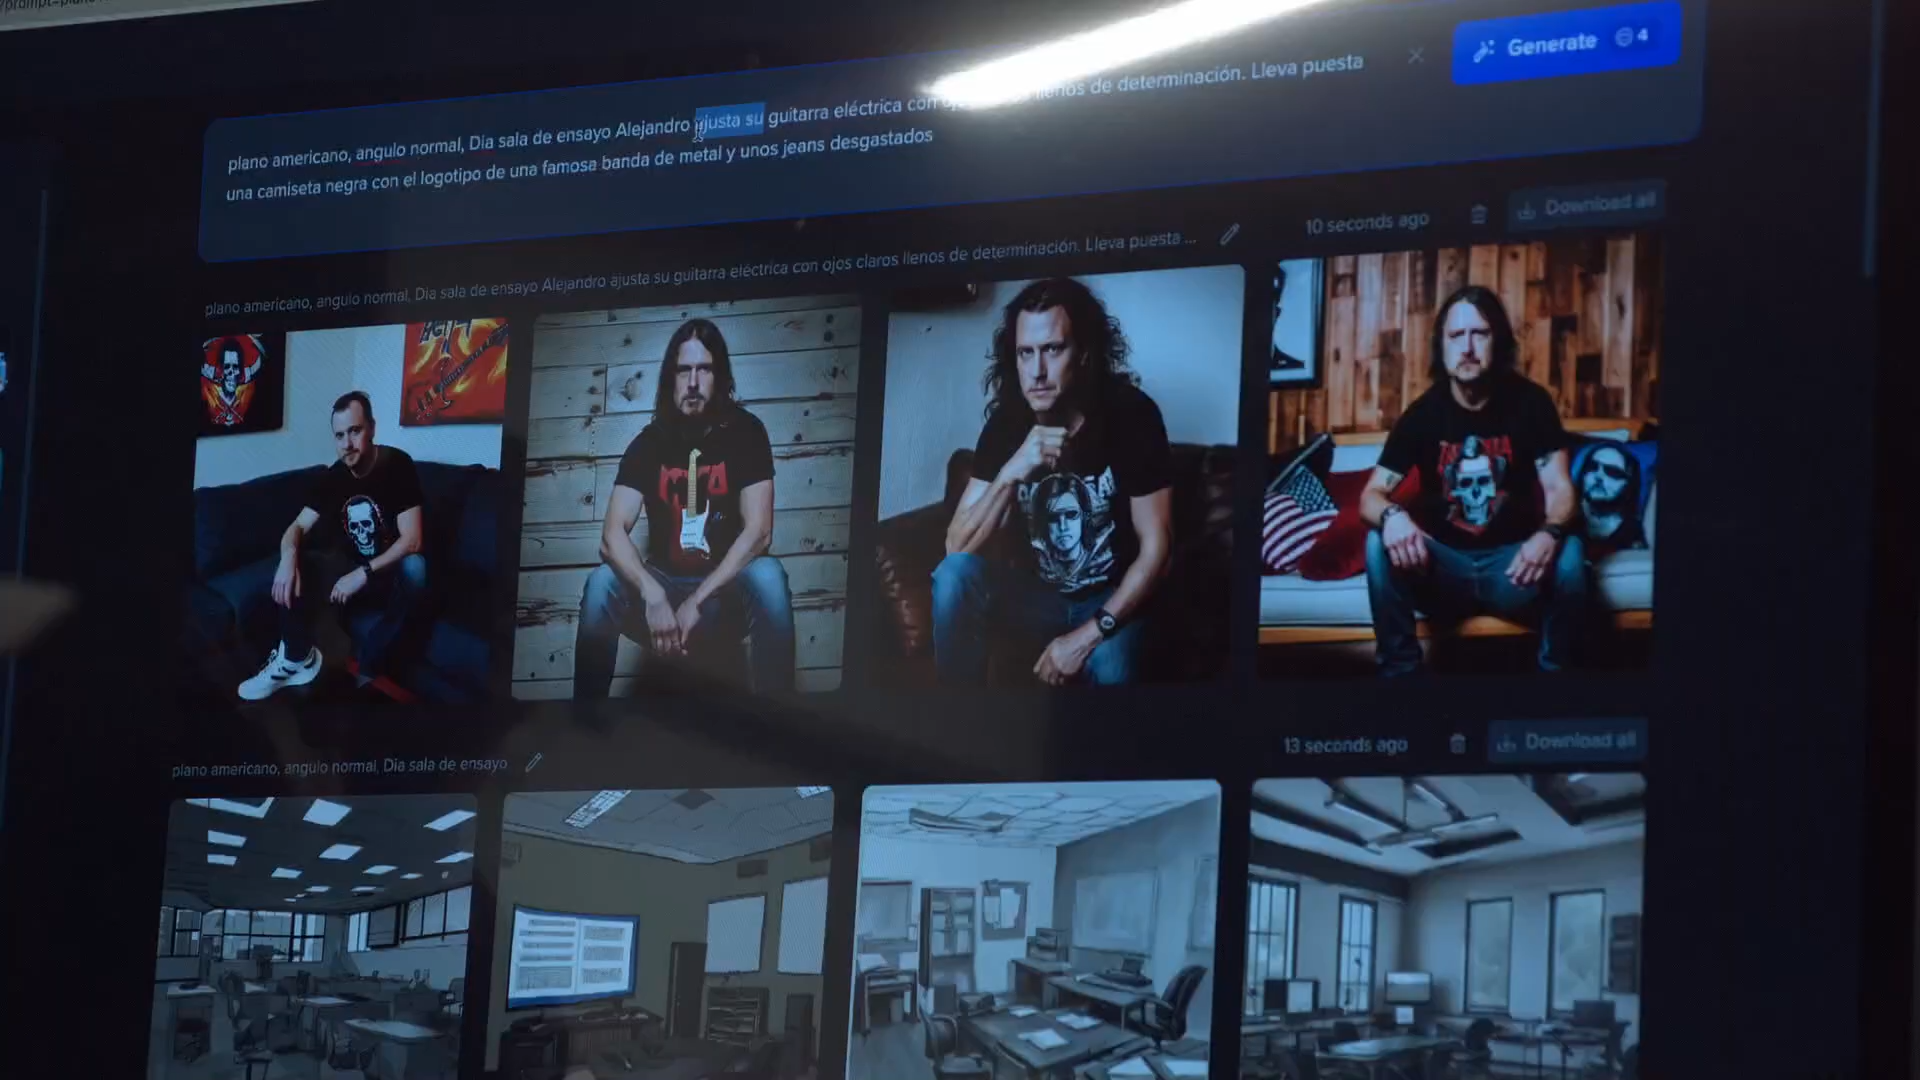 Generate 4
plano americano, angulo normal, Dia sala de ensayo Alejandro ajusta su guitarra eléctrica con llenos de determinación. Lleva puesta
una camiseta negra con el logotipo de una famosa banda de metal y unos jeans desgastados
plano americano, angulo normal, Dia sala de ensayo Alejandro ajusta su guitarra eléctrica con ojos claros llenos de determinación. Lleva puesta ...
10 seconds ago
Download all
plano americano, angulo normal, Dia sala de ensayo
13 seconds ago
Download all